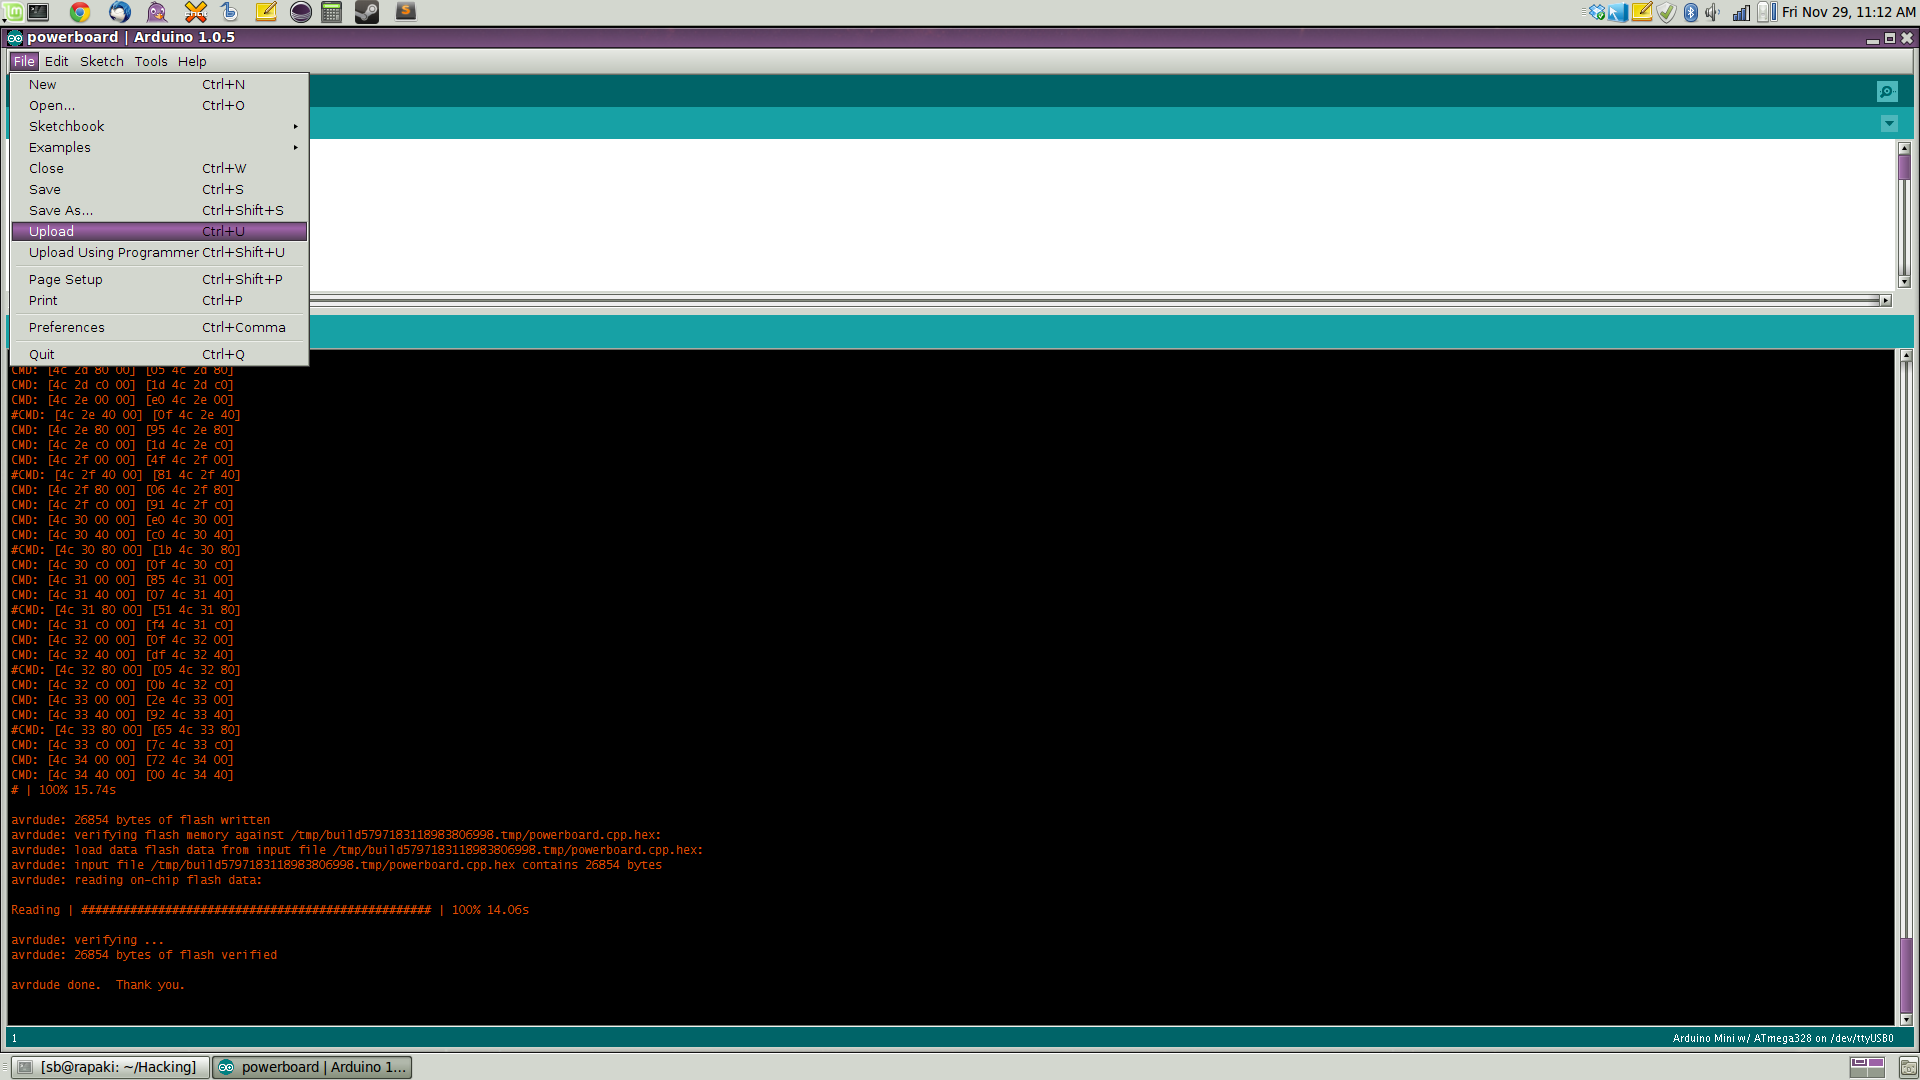 Fri Nov 29, 11:12 AM
powerboard | Arduino 1.0.5
File Edit Sketch Tools Help
New Ctrl+N
Open... Ctrl+O
Sketchbook
Examples
Close Ctrl+W
Save Ctrl+S
Save As... Ctrl+Shift+S
Upload Ctrl+U
Upload Using Programmer Ctrl+Shift+U
Page Setup Ctrl+Shift+P
Print Ctrl+P
Preferences Ctrl+Comma
Quit Ctrl+Q
CMD: [4c 2d 80 00] [05 4c 2d 80]
CMD: [4c 2d c0 00] [1d 4c 2d c0]
CMD: [4c 2e 00 00] [e0 4c 2e 00]
#CMD: [4c 2e 40 00] [0f 4c 2e 40]
CMD: [4c 2e 80 00] [95 4c 2e 80]
CMD: [4c 2e c0 00] [1d 4c 2e c0]
CMD: [4c 2f 00 00] [4f 4c 2f 00]
#CMD: [4c 2f 40 00] [81 4c 2f 40]
CMD: [4c 2f 80 00] [06 4c 2f 80]
CMD: [4c 2f c0 00] [91 4c 2f c0]
CMD: [4c 30 00 00] [e0 4c 30 00]
CMD: [4c 30 40 00] [c0 4c 30 40]
#CMD: [4c 30 80 00] [1b 4c 30 80]
CMD: [4c 30 c0 00] [0f 4c 30 c0]
CMD: [4c 31 00 00] [85 4c 31 00]
CMD: [4c 31 40 00] [07 4c 31 40]
#CMD: [4c 31 80 00] [51 4c 31 80]
CMD: [4c 31 c0 00] [f4 4c 31 c0]
CMD: [4c 32 00 00] [0f 4c 32 00]
CMD: [4c 32 40 00] [df 4c 32 40]
#CMD: [4c 32 80 00] [05 4c 32 80]
CMD: [4c 32 c0 00] [0b 4c 32 c0]
CMD: [4c 33 00 00] [2e 4c 33 00]
CMD: [4c 33 40 00] [92 4c 33 40]
#CMD: [4c 33 80 00] [65 4c 33 80]
CMD: [4c 33 c0 00] [7c 4c 33 c0]
CMD: [4c 34 00 00] [72 4c 34 00]
CMD: [4c 34 40 00] [00 4c 34 40]
# | 100% 15.74s
avrdude: 26854 bytes of flash written
avrdude: verifying flash memory against /tmp/build5797183118983806998.tmp/powerboard.cpp.hex:
avrdude: load data flash data from input file /tmp/build5797183118983806998.tmp/powerboard.cpp.hex:
avrdude: input file /tmp/build5797183118983806998.tmp/powerboard.cpp.hex contains 26854 bytes
avrdude: reading on-chip flash data:
Reading | ################################################## | 100% 14.06s
avrdude: verifying ...
avrdude: 26854 bytes of flash verified
avrdude done.  Thank you.
1
Arduino Mini w/ ATmega328 on /dev/ttyUSB0
[sb@rapaki: ~/Hacking]
powerboard | Arduino 1...